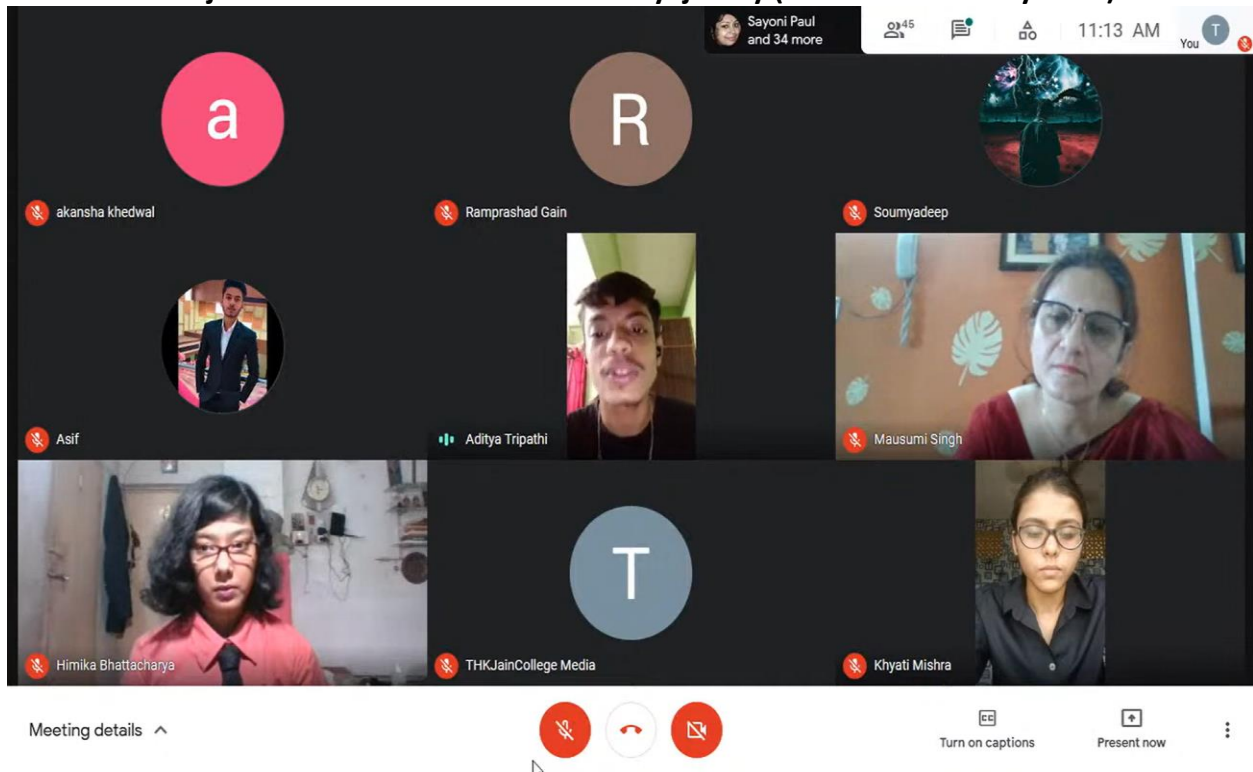 Sayoni Paul
and 34 more
45
11:13 AM
You
T
a
R
akansha khedwal
Ramprashad Gain
Soumyadeep
Asif
Aditya Tripathi
Mausumi Singh
T
Himika Bhattacharya
THKJainCollege Media
Khyati Mishra
Meeting details
CC
Turn on captions
Present now